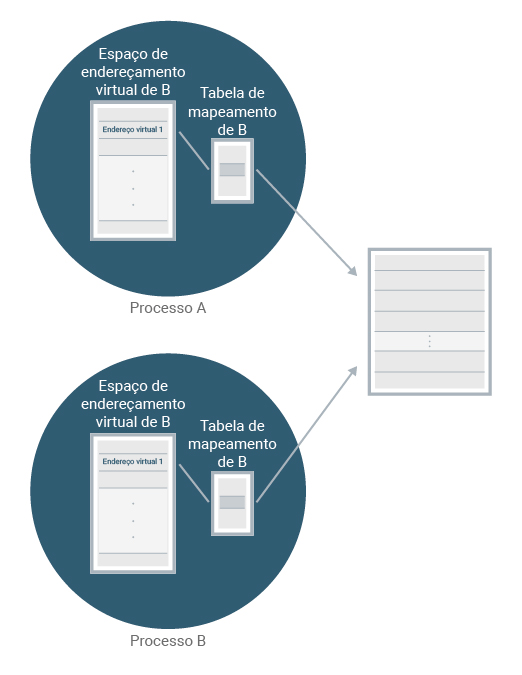 Espaço de
endereçamento
virtual de B
Tabela de
mapeamento
de B
Endereço virtual 1
Processo A
Espaço de
endereçamento
virtual de B
Tabela de
mapeamento
de B
Endereço virtual 1
Processo B